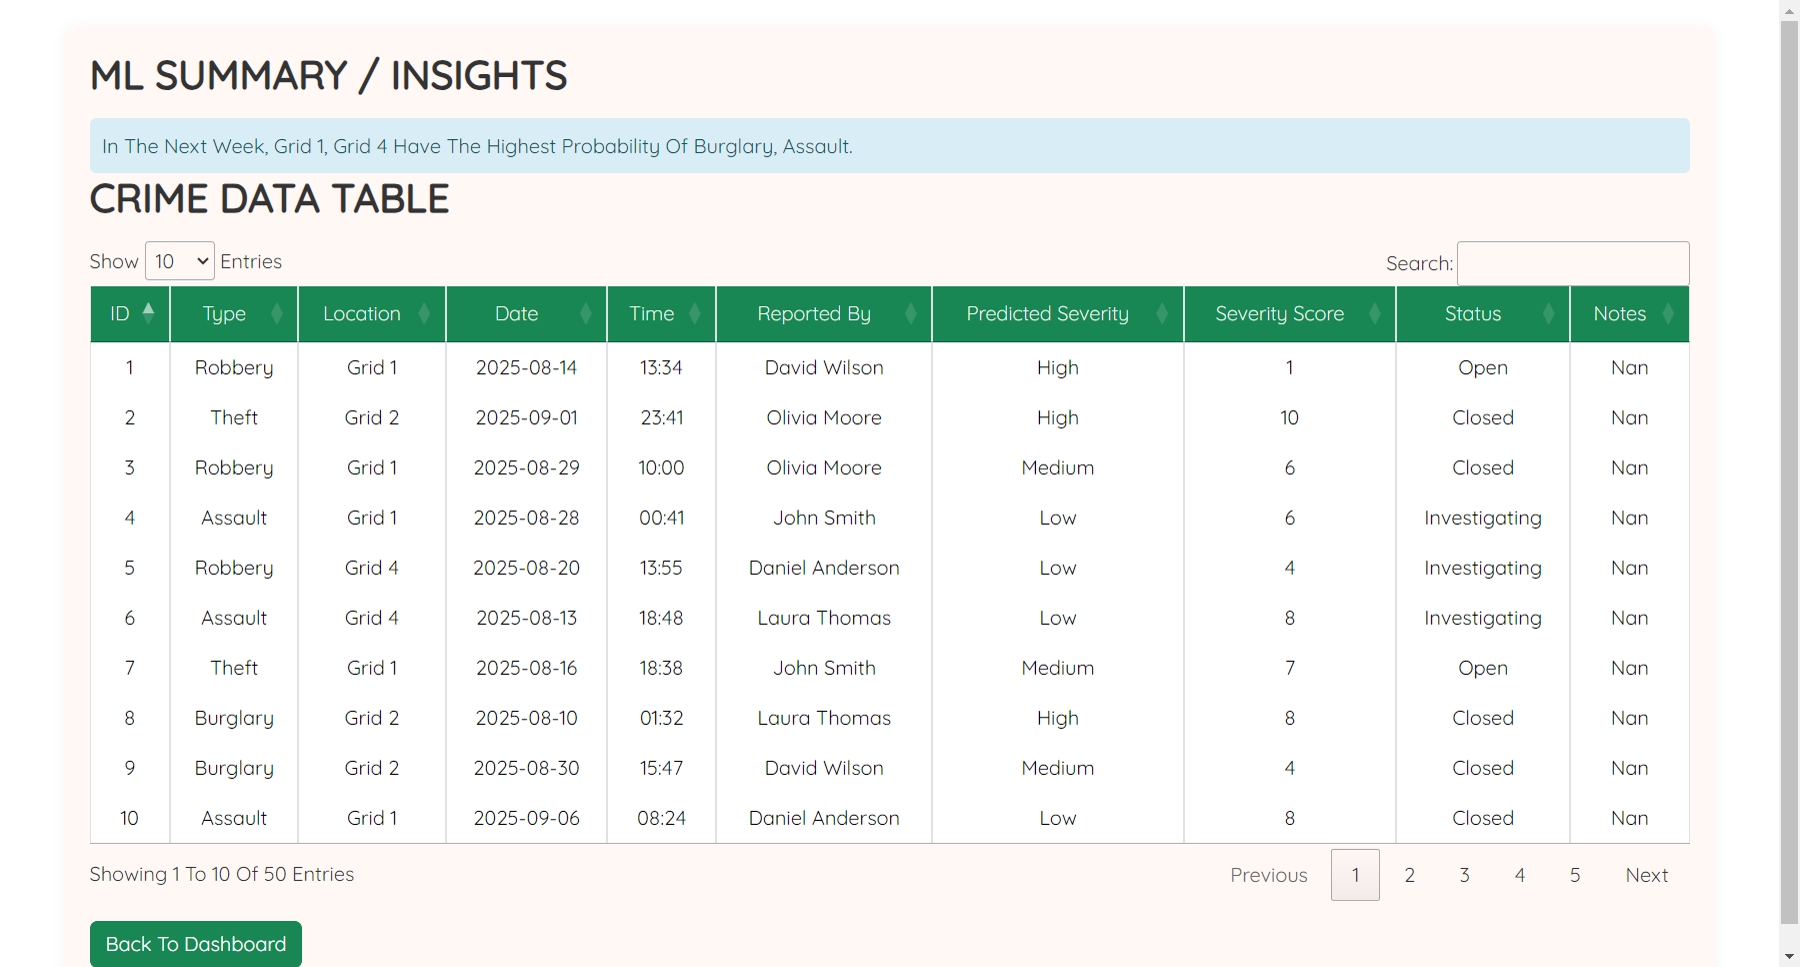 ML SUMMARY / INSIGHTS
In The Next Week, Grid 1, Grid 4 Have The Highest Probability Of Burglary, Assault.
CRIME DATA TABLE
Show 10 Entries Search:
ID Type Location Date Time Reported By Predicted Severity Severity Score Status Notes
1 Robbery Grid 1 2025-08-14 13:34 David Wilson High 1 Open Nan
2 Theft Grid 2 2025-09-01 23:41 Olivia Moore High 10 Closed Nan
3 Robbery Grid 1 2025-08-29 10:00 Olivia Moore Medium 6 Closed Nan
4 Assault Grid 1 2025-08-28 00:41 John Smith Low 6 Investigating Nan
5 Robbery Grid 4 2025-08-20 13:55 Daniel Anderson Low 4 Investigating Nan
6 Assault Grid 4 2025-08-13 18:48 Laura Thomas Low 8 Investigating Nan
7 Theft Grid 1 2025-08-16 18:38 John Smith Medium 7 Open Nan
8 Burglary Grid 2 2025-08-10 01:32 Laura Thomas High 8 Closed Nan
9 Burglary Grid 2 2025-08-30 15:47 David Wilson Medium 4 Closed Nan
10 Assault Grid 1 2025-09-06 08:24 Daniel Anderson Low 8 Closed Nan
Showing 1 To 10 Of 50 Entries Previous 1 2 3 4 5 Next
Back To Dashboard